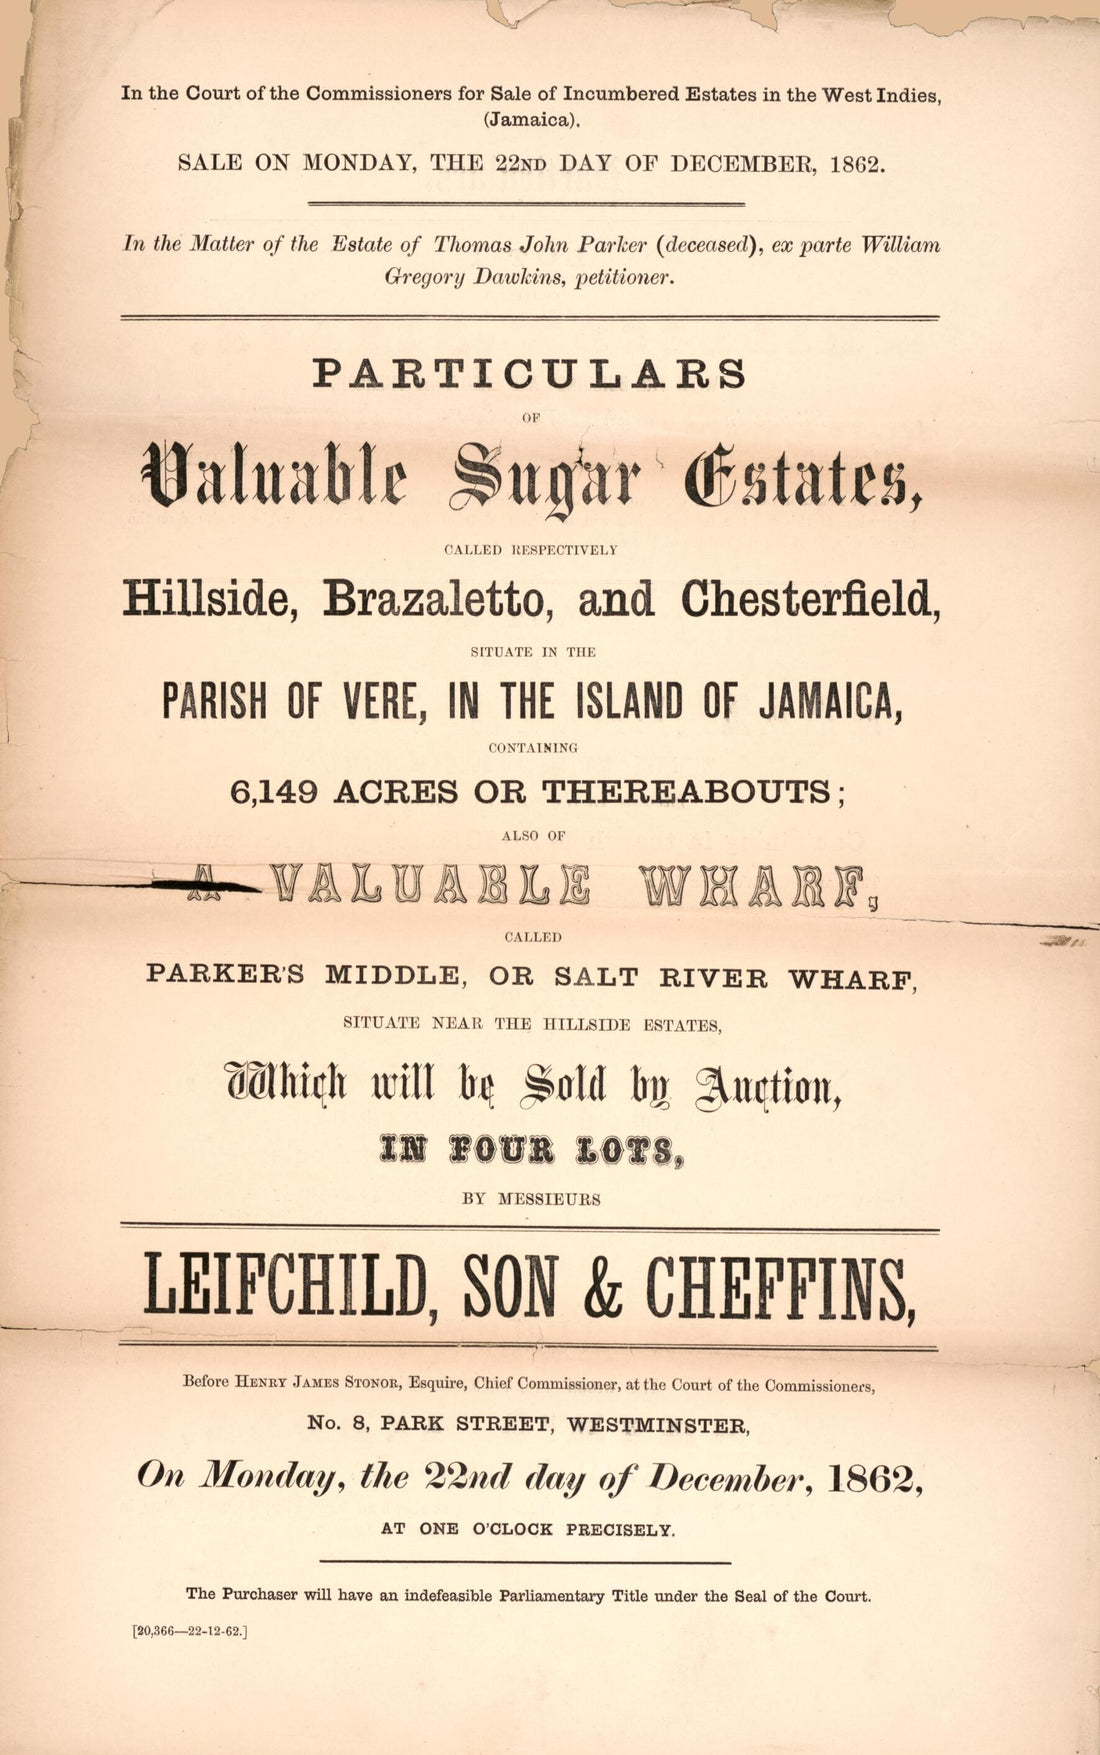 In the Court of the Commissioners for Sale of Incumbered Estates in the West Indies,
(Jamaica).
SALE ON MONDAY, THE 22ND DAY OF DECEMBER, 1862.
In the Matter of the Estate of Thomas John Parker (deceased), ex parte William
Gregory Dawkins, petitioner.
PARTICULARS
OF
Valuable Sugar Estates,
CALLED RESPECTIVELY
Hillside, Brazaletto, and Chesterfield,
SITUATE IN THE
PARISH OF VERE, IN THE ISLAND OF JAMAICA,
CONTAINING
6,149 ACRES OR THEREABOUTS;
ALSO OF
A VALUABLE WHARF,
CALLED
PARKER'S MIDDLE, OR SALT RIVER WHARF,
SITUATE NEAR THE HILLSIDE ESTATES,
Which will be Sold by Auction,
IN FOUR LOTS,
BY MESSIEURS
LEIFCHILD, SON & CHEFFINS,
Before HENRY JAMES STONOR, Esquire, Chief Commissioner, at the Court of the Commissioners,
No. 8, PARK STREET, WESTMINSTER,
On Monday, the 22nd day of December, 1862,
AT ONE O'CLOCK PRECISELY.
The Purchaser will have an indefeasible Parliamentary Title under the Seal of the Court.
[20,366—22-12-62.]